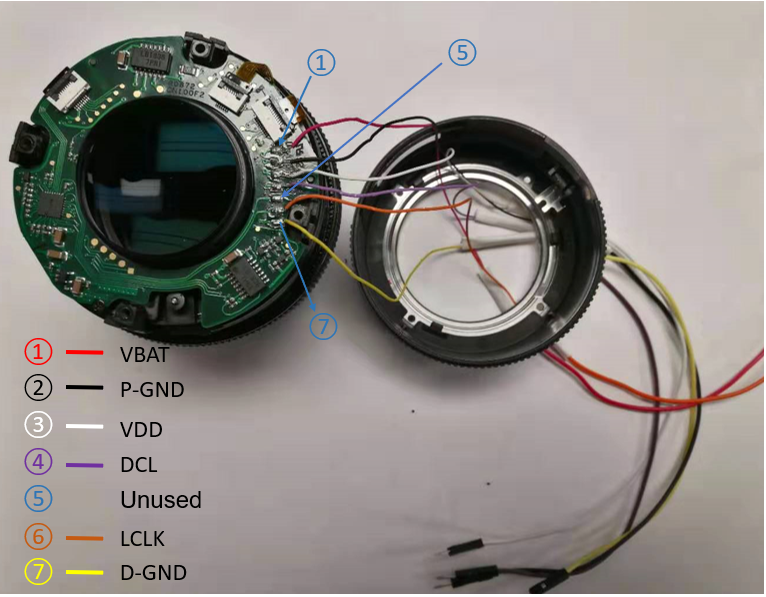 ①
⑤
⑦
① VBAT
② P-GND
③ VDD
④ DCL
⑤ Unused
⑥ LCLK
⑦ D-GND